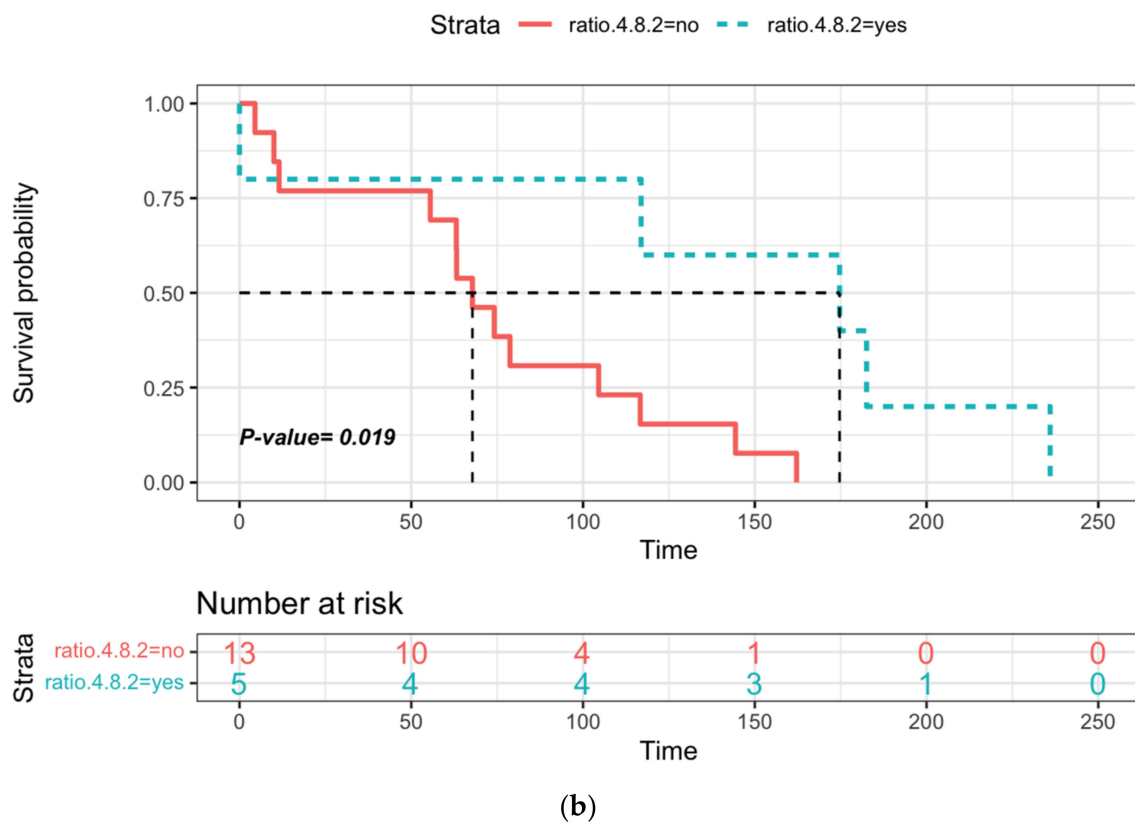 Strata ratio.4.8.2=no ratio.4.8.2=yes
1.00
0.75
0.50
0.25
0.00
Survival probability
P-value= 0.019
0 50 100 150 200 250
Time
Number at risk
Strata
ratio.4.8.2=no 13 10 4 1 0 0
ratio.4.8.2=yes 5 4 4 3 1 0
0 50 100 150 200 250
Time
(b)